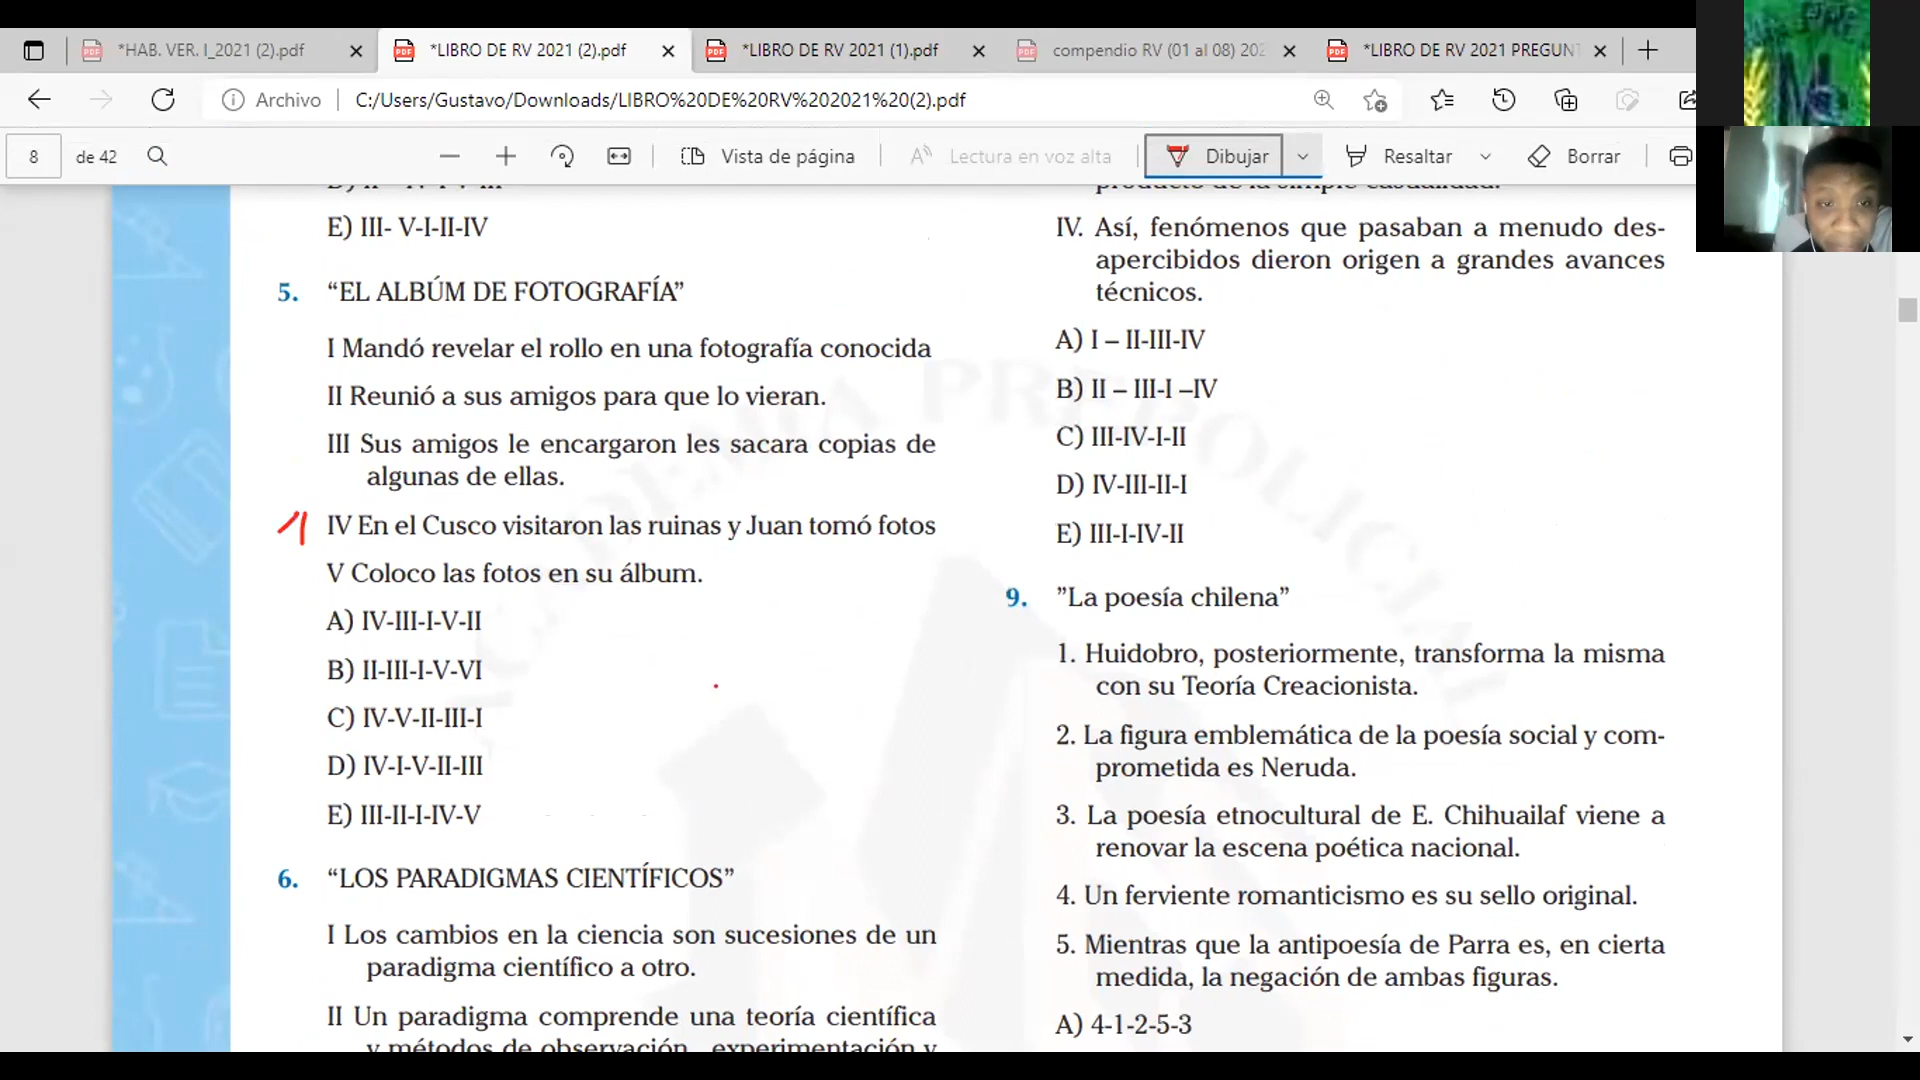 *HAB. VER. I_2021 (2).pdf
*LIBRO DE RV 2021 (2).pdf
*LIBRO DE RV 2021 (1).pdf
compendio RV (01 al 08) 202
*LIBRO DE RV 2021 PREGUN
Archivo
C:/Users/Gustavo/Downloads/LIBRO%20DE%20RV%202021%20(2).pdf
8 de 42
Vista de página
Lectura en voz alta
Dibujar
Resaltar
Borrar
E) III- V-I-II-IV
5. “EL ALBÚM DE FOTOGRAFÍA”
I Mandó revelar el rollo en una fotografía conocida
II Reunió a sus amigos para que lo vieran.
III Sus amigos le encargaron les sacara copias de
algunas de ellas.
IV En el Cusco visitaron las ruinas y Juan tomó fotos
V Coloco las fotos en su álbum.
A) IV-III-I-V-II
B) II-III-I-V-VI
C) IV-V-II-III-I
D) IV-I-V-II-III
E) III-II-I-IV-V
6. “LOS PARADIGMAS CIENTÍFICOS”
I Los cambios en la ciencia son sucesiones de un
paradigma científico a otro.
II Un paradigma comprende una teoría científica
y métodos de observación, experimentación y
producto de la simple casualidad.
IV. Así, fenómenos que pasaban a menudo des-
apercibidos dieron origen a grandes avances
técnicos.
A) I – II-III-IV
B) II – III-I –IV
C) III-IV-I-II
D) IV-III-II-I
E) III-I-IV-II
9. ”La poesía chilena”
1. Huidobro, posteriormente, transforma la misma
con su Teoría Creacionista.
2. La figura emblemática de la poesía social y com-
prometida es Neruda.
3. La poesía etnocultural de E. Chihuailaf viene a
renovar la escena poética nacional.
4. Un ferviente romanticismo es su sello original.
5. Mientras que la antipoesía de Parra es, en cierta
medida, la negación de ambas figuras.
A) 4-1-2-5-3
ACADEMIA PREPOLICIAL